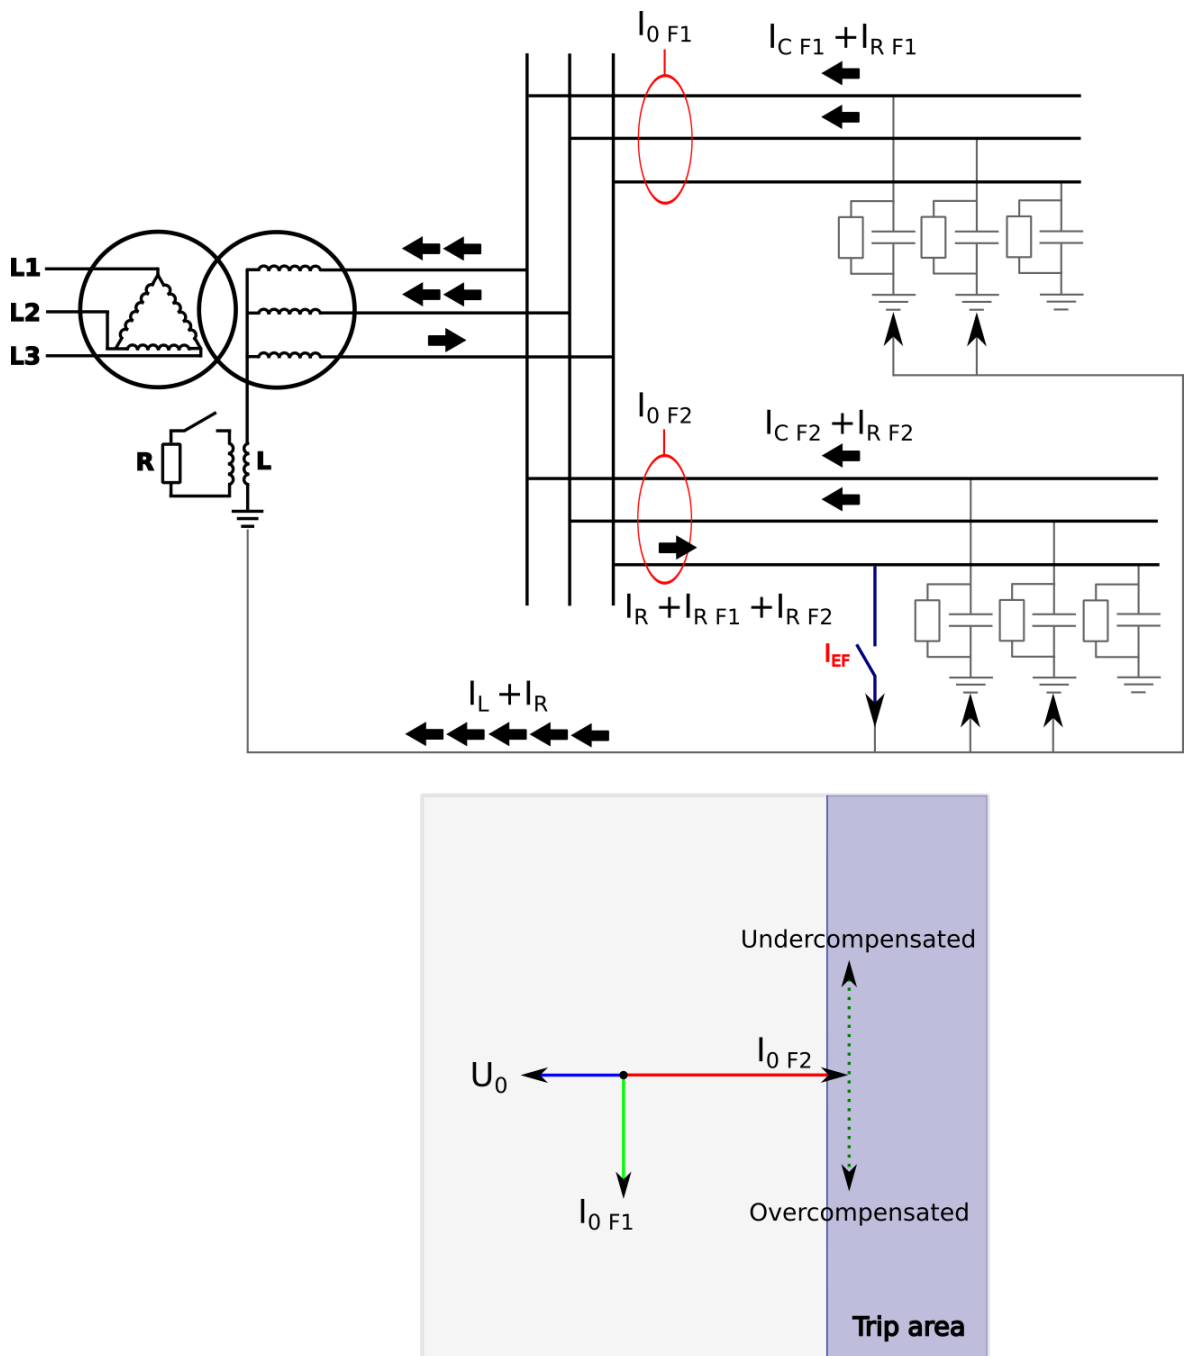 I0 F1
IC F1 +IR F1
L1
L2
L3
R
L
I0 F2
IC F2 +IR F2
IR +IR F1 +IR F2
IEF
IL +IR
Undercompensated
I0 F2
U0
I0 F1
Overcompensated
Trip area